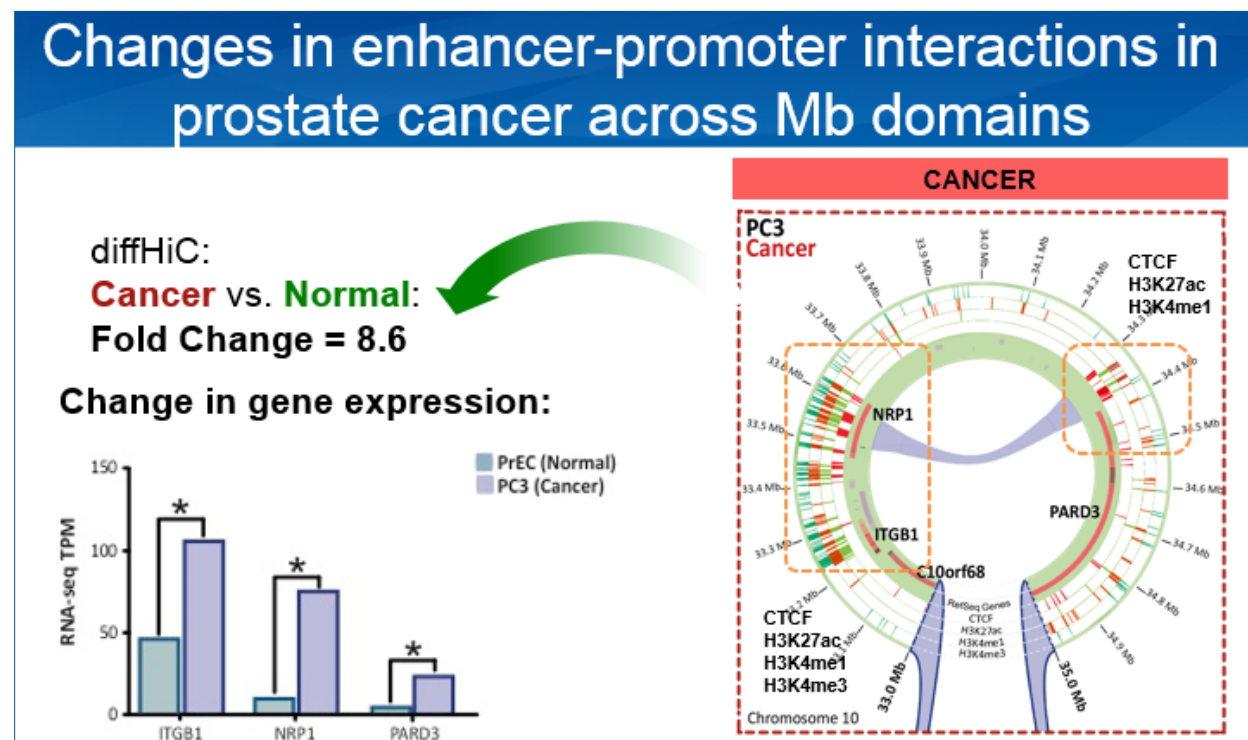 Changes in enhancer-promoter interactions in
prostate cancer across Mb domains
diffHiC:
Cancer vs. Normal:
Fold Change = 8.6
Change in gene expression:
PrEC (Normal)
PC3 (Cancer)
RNA-seq TPM
150
100
50
0
ITGB1
NRP1
PARD3
*
*
*
CANCER
PC3
Cancer
CTCF
H3K27ac
H3K4me1
33.0 Mb
33.3 Mb
33.4 Mb
33.5 Mb
33.6 Mb
33.7 Mb
33.8 Mb
33.9 Mb
34.0 Mb
34.1 Mb
34.2 Mb
34.4 Mb
34.6 Mb
34.7 Mb
34.8 Mb
34.9 Mb
35.0 Mb
NRP1
ITGB1
C10orf68
PARD3
RefSeq Genes
CTCF
H3K27ac
H3K4me1
H3K4me3
CTCF
H3K27ac
H3K4me1
H3K4me3
Chromosome 10